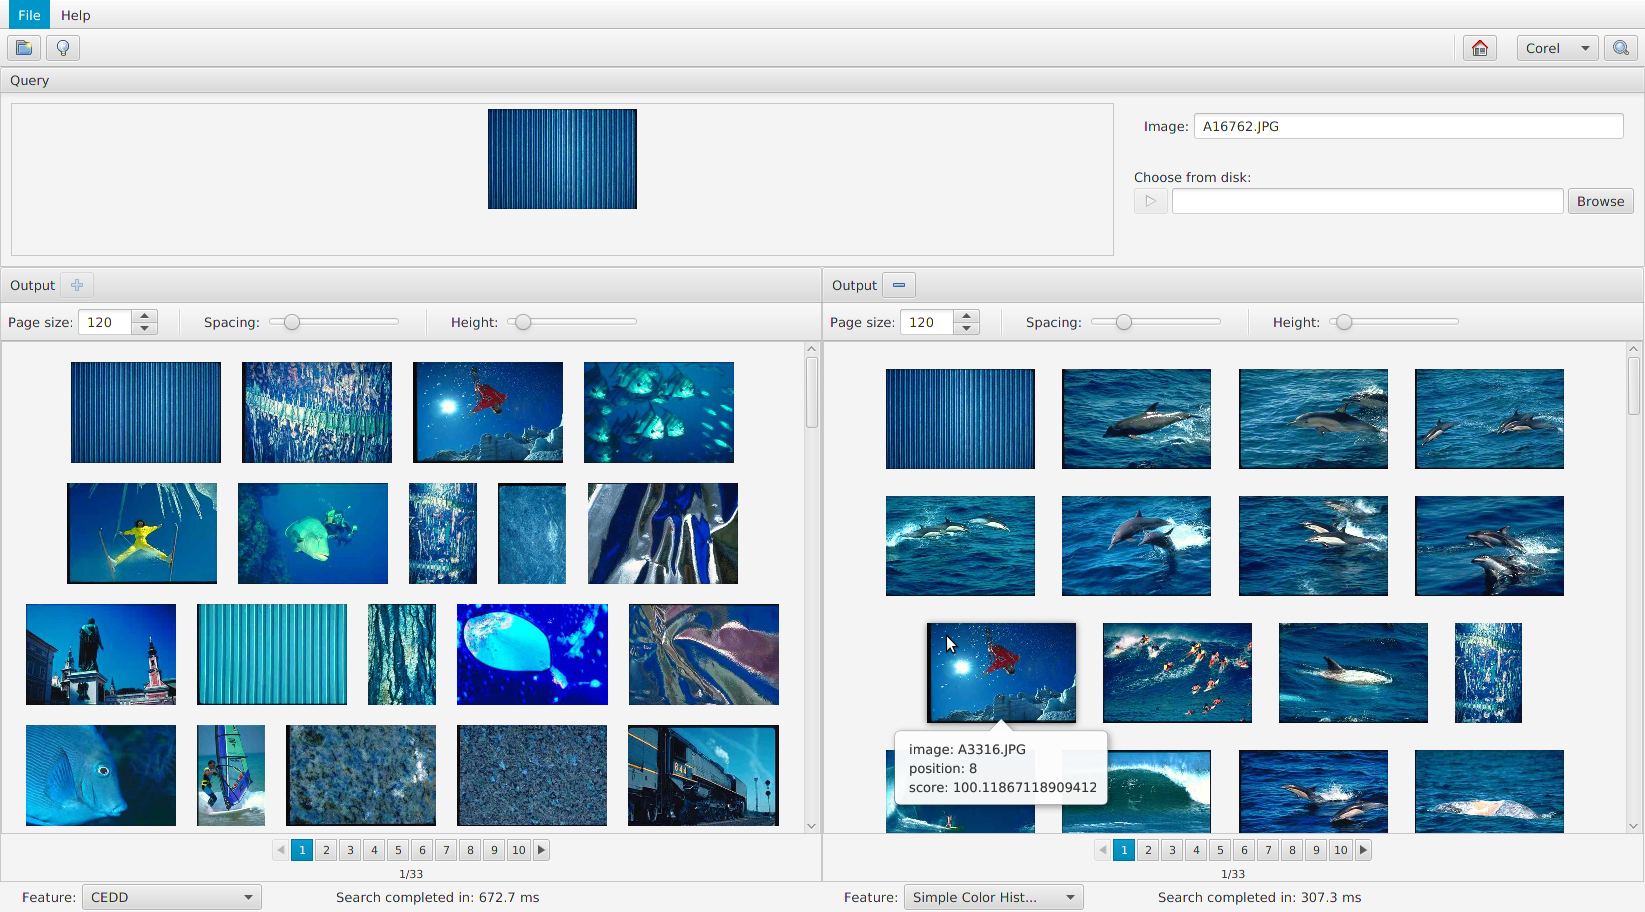 File Help
Corel
Query
Image: A16762.JPG
Choose from disk:
Browse
Output
Page size: 120 Spacing: Height:
Output
Page size: 120 Spacing: Height:
844
image: A3316.JPG
position: 8
score: 100.11867118909412
1 2 3 4 5 6 7 8 9 10
1/33
1 2 3 4 5 6 7 8 9 10
1/33
Feature: CEDD Search completed in: 672.7 ms
Feature: Simple Color Hist... Search completed in: 307.3 ms